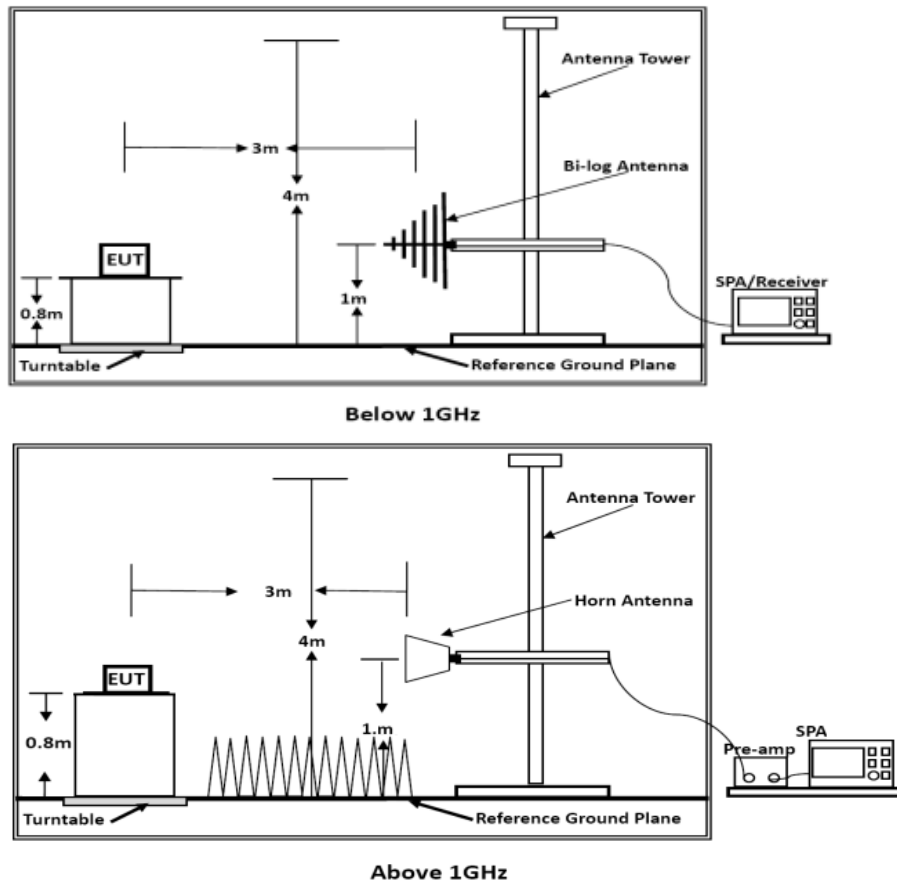 Antenna Tower
3m
Bi-log Antenna
4m
EUT
1m
SPA/Receiver
0.8m
Turntable
Reference Ground Plane
Below 1GHz
Antenna Tower
3m
Horn Antenna
4m
EUT
1.m
0.8m
SPA
Pre-amp
Turntable
Reference Ground Plane
Above 1GHz